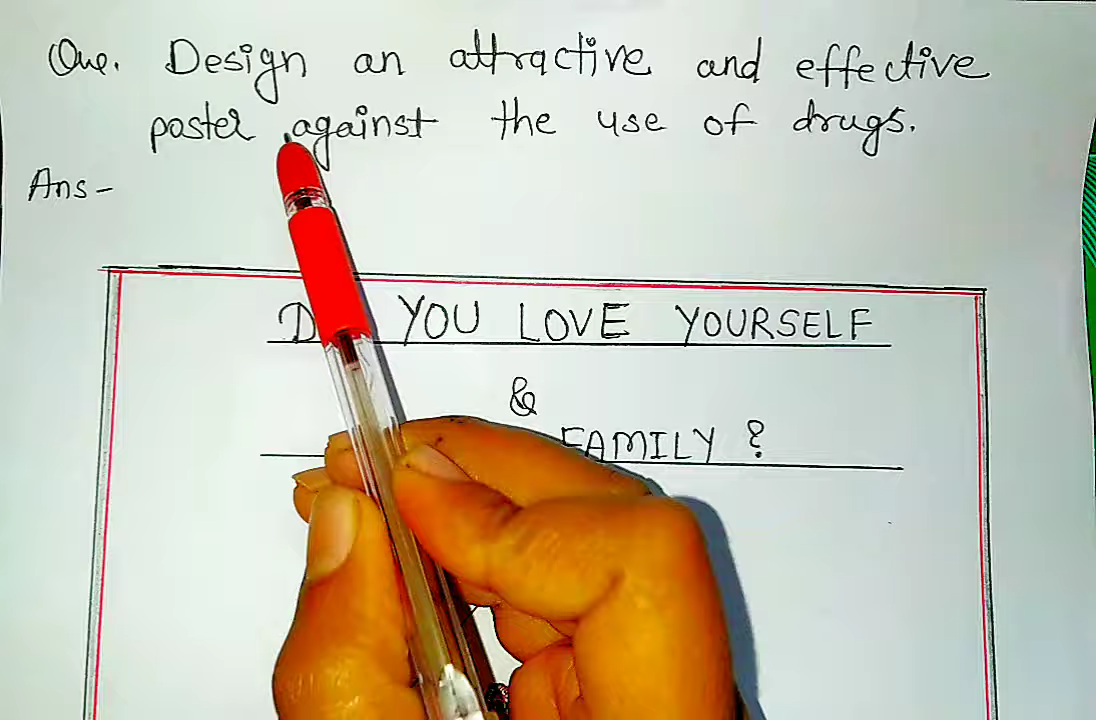 Que. Design an attractive and effective
poster against the use of drugs.
Ans-
YOU LOVE YOURSELF
&
FAMILY ?